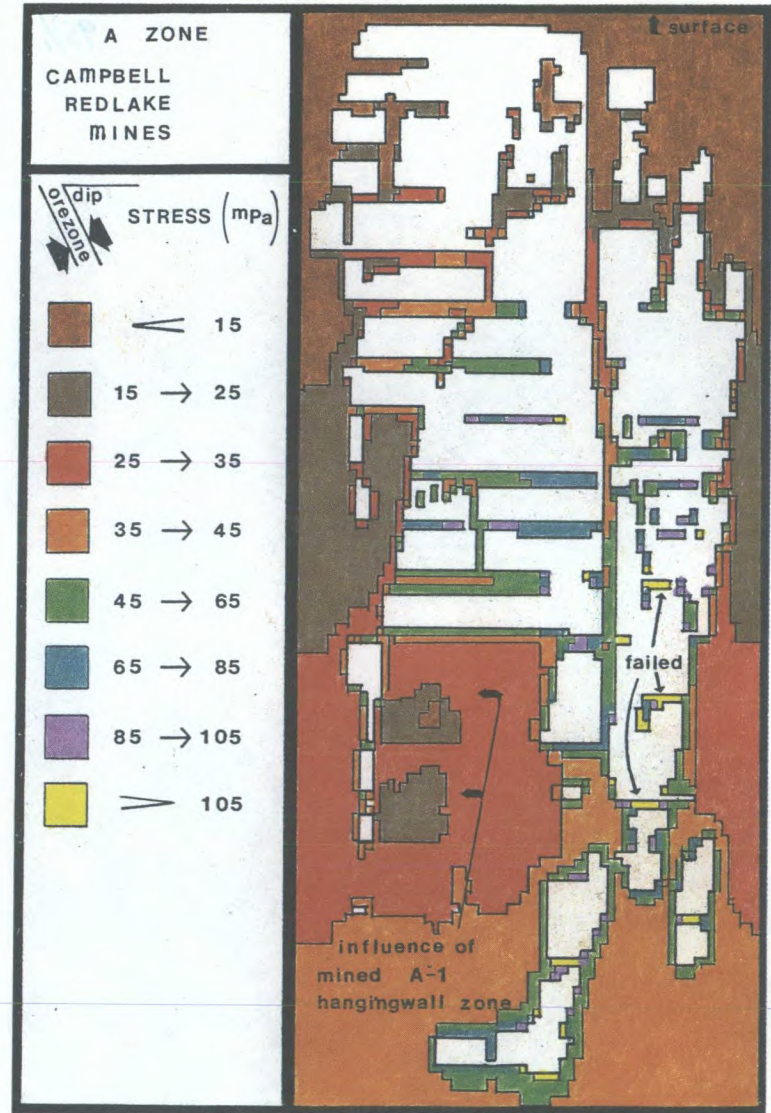 A ZONE
CAMPBELL
REDLAKE
MINES
dip
orezone
STRESS (mpa)
< 15
15 → 25
25 → 35
35 → 45
45 → 65
65 → 85
85 → 105
> 105
surface
failed
influence of
mined A-1
hangingwall zone